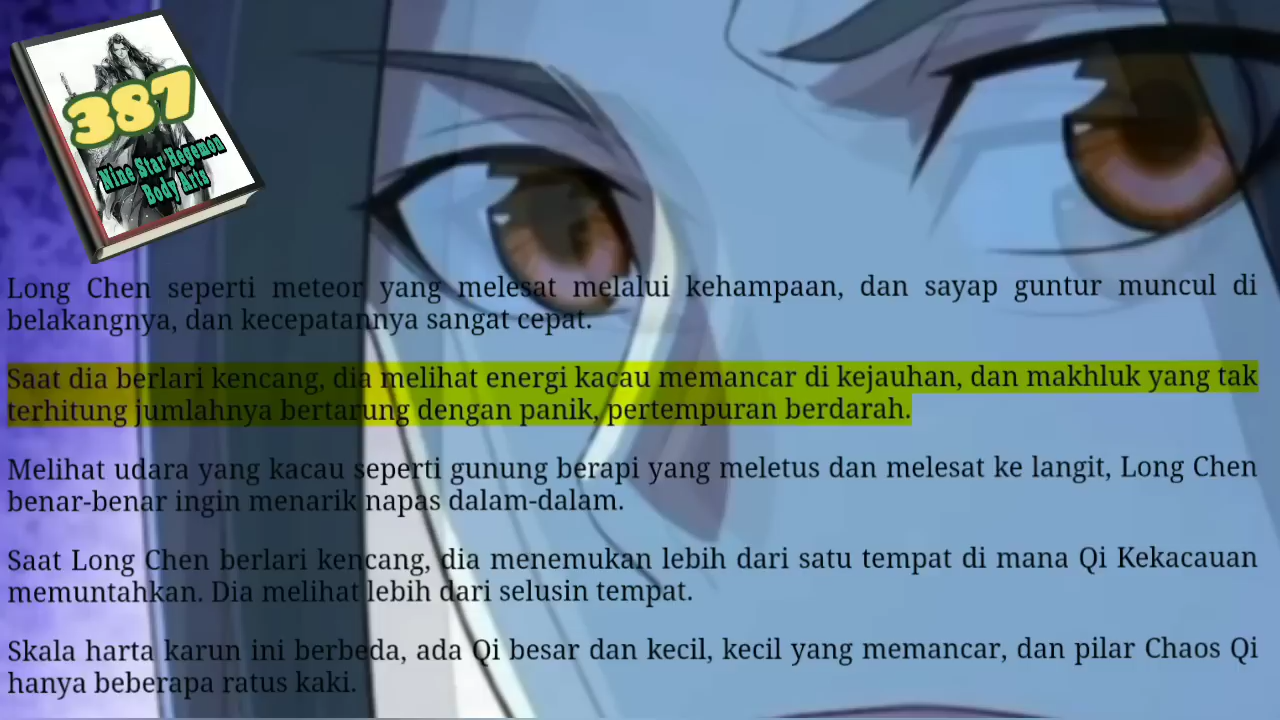 387
Nine Star Hegemon
Body Arts
Long Chen seperti meteor yang melesat melalui kehampaan, dan sayap guntur muncul di
belakangnya, dan kecepatannya sangat cepat.
Saat dia berlari kencang, dia melihat energi kacau memancar di kejauhan, dan makhluk yang tak
terhitung jumlahnya bertarung dengan panik, pertempuran berdarah.
Melihat udara yang kacau seperti gunung berapi yang meletus dan melesat ke langit, Long Chen
benar-benar ingin menarik napas dalam-dalam.
Saat Long Chen berlari kencang, dia menemukan lebih dari satu tempat di mana Qi Kekacauan
memuntahkan. Dia melihat lebih dari selusin tempat.
Skala harta karun ini berbeda, ada Qi besar dan kecil, kecil yang memancar, dan pilar Chaos Qi
hanya beberapa ratus kaki.